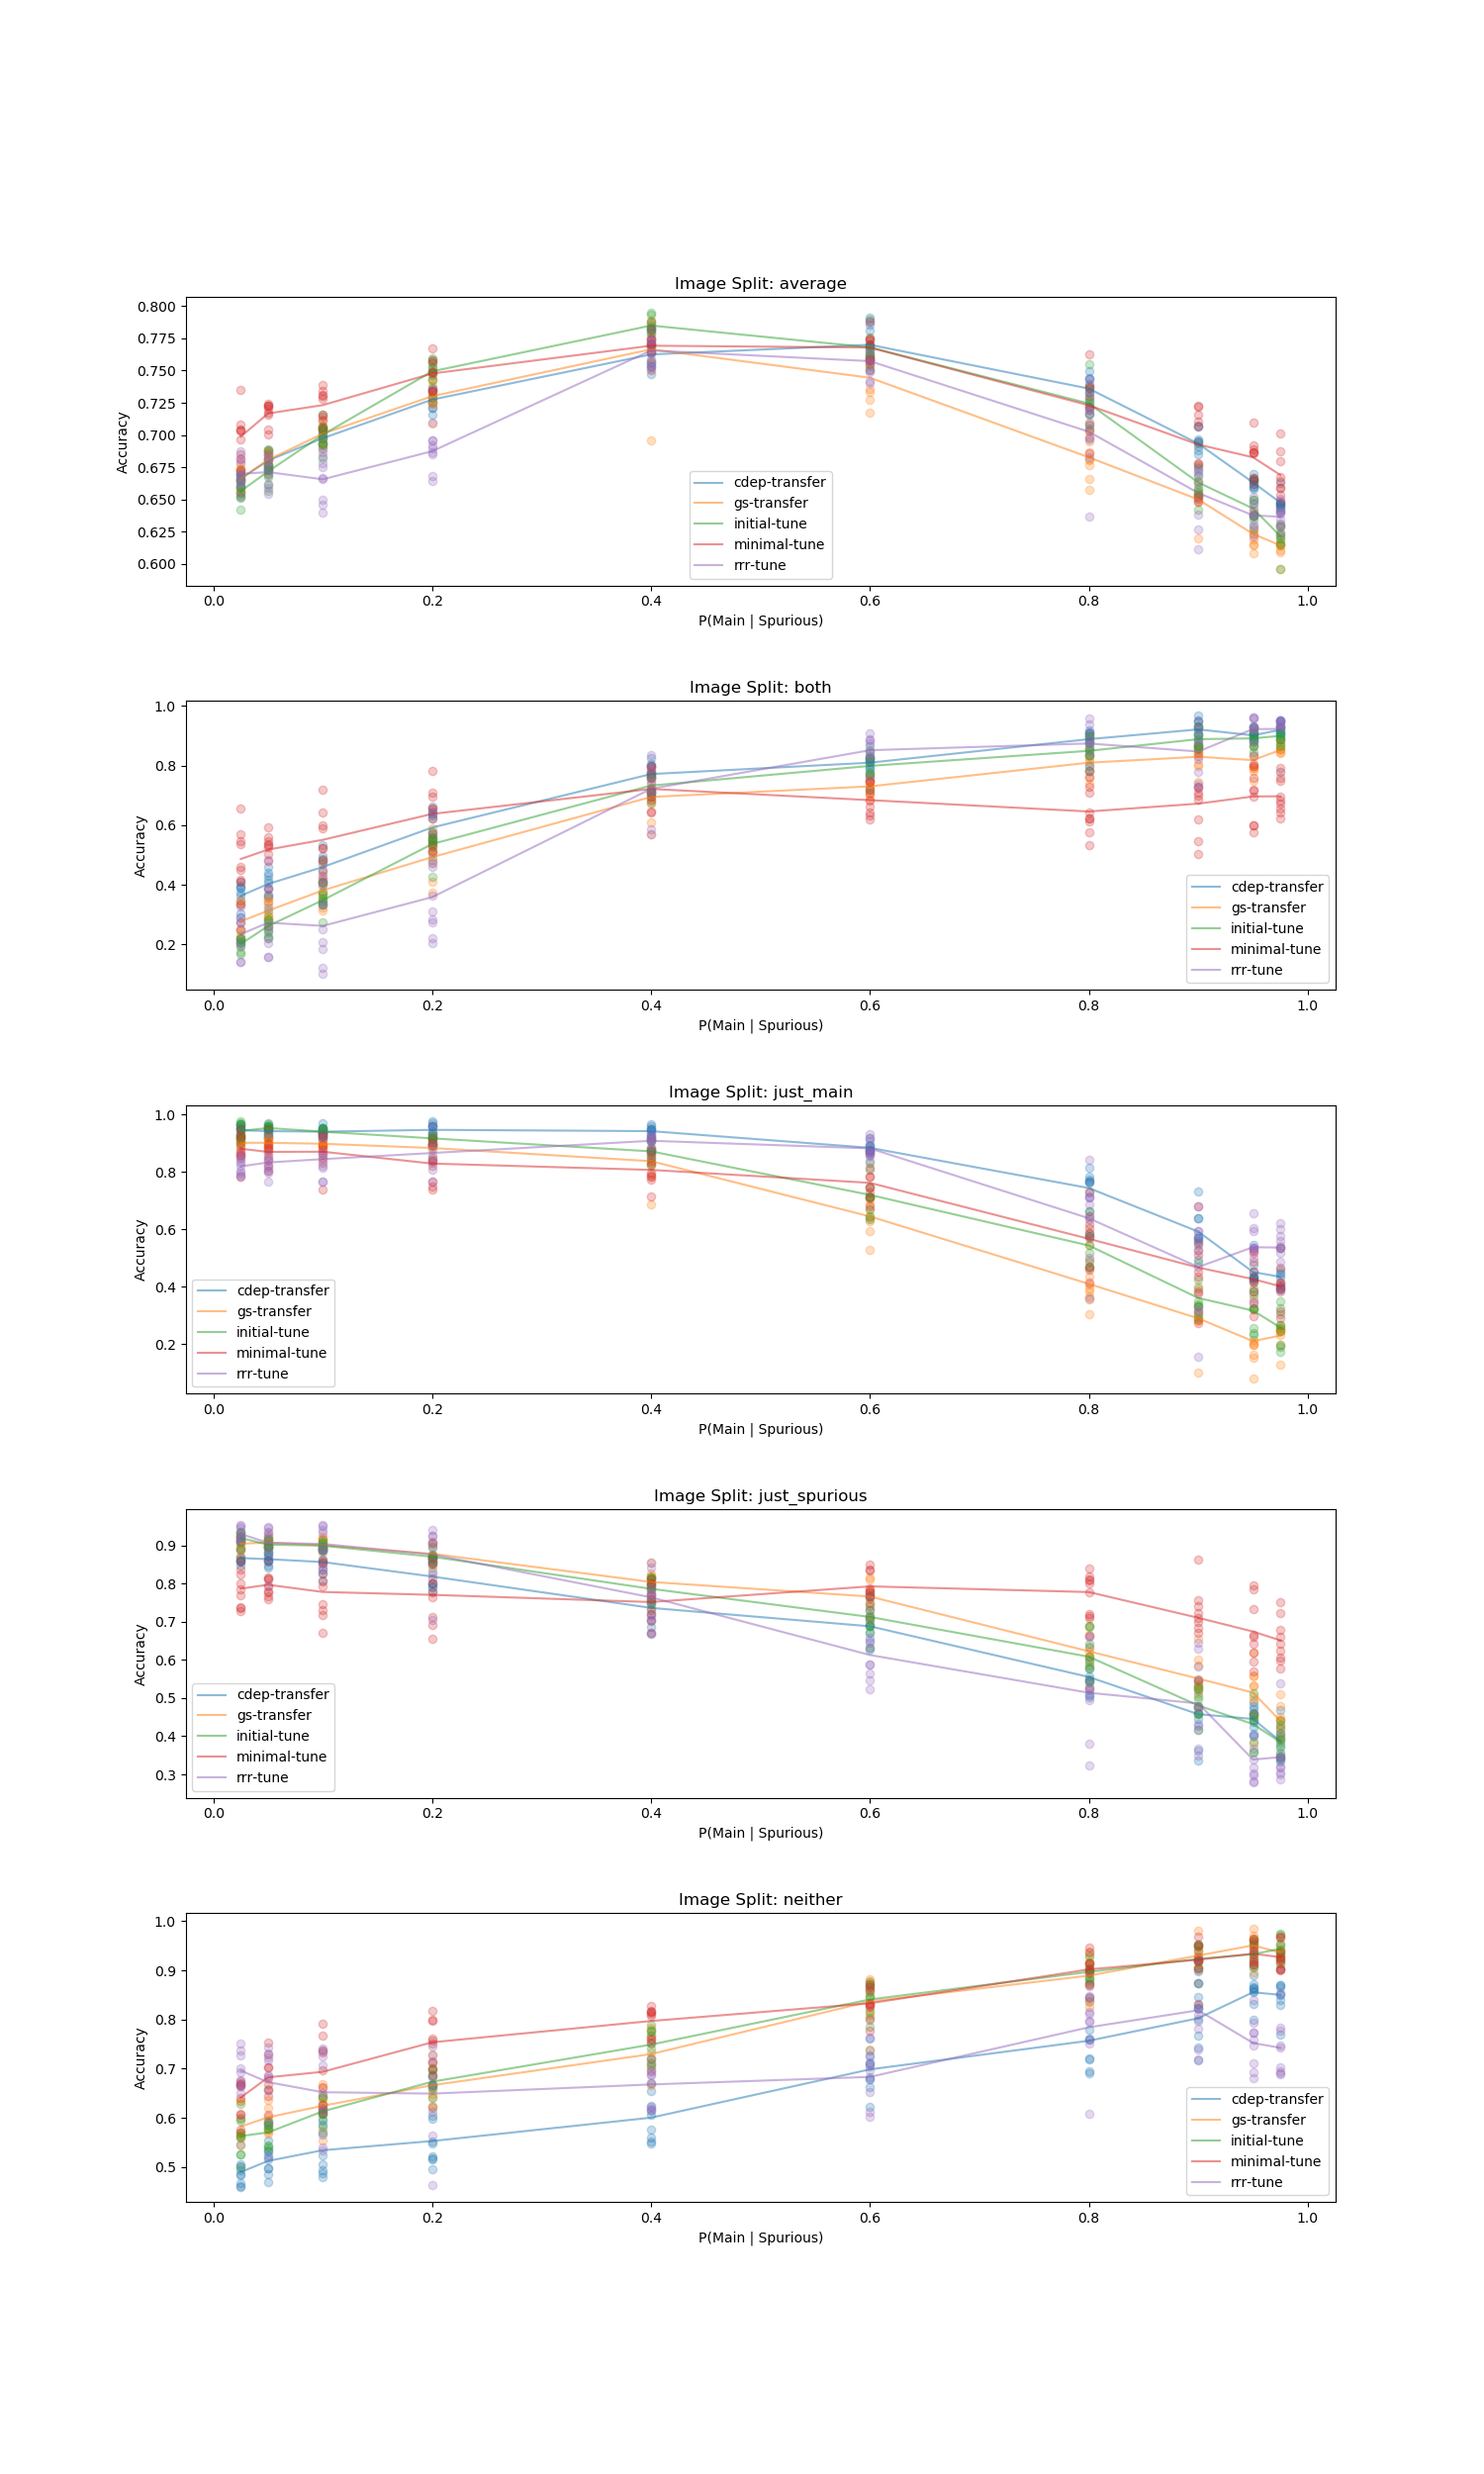 Image Split: average
0.800
0.775
0.750
0.725
0.700
0.675
0.650
0.625
0.600
Accuracy
cdep-transfer
gs-transfer
initial-tune
minimal-tune
rrr-tune
0.0 0.2 0.4 0.6 0.8 1.0
P(Main | Spurious)
Image Split: both
1.0
0.8
0.6
0.4
0.2
Accuracy
cdep-transfer
gs-transfer
initial-tune
minimal-tune
rrr-tune
0.0 0.2 0.4 0.6 0.8 1.0
P(Main | Spurious)
Image Split: just_main
1.0
0.8
0.6
0.4
0.2
Accuracy
cdep-transfer
gs-transfer
initial-tune
minimal-tune
rrr-tune
0.0 0.2 0.4 0.6 0.8 1.0
P(Main | Spurious)
Image Split: just_spurious
0.9
0.8
0.7
0.6
0.5
0.4
0.3
Accuracy
cdep-transfer
gs-transfer
initial-tune
minimal-tune
rrr-tune
0.0 0.2 0.4 0.6 0.8 1.0
P(Main | Spurious)
Image Split: neither
1.0
0.9
0.8
0.7
0.6
0.5
Accuracy
cdep-transfer
gs-transfer
initial-tune
minimal-tune
rrr-tune
0.0 0.2 0.4 0.6 0.8 1.0
P(Main | Spurious)